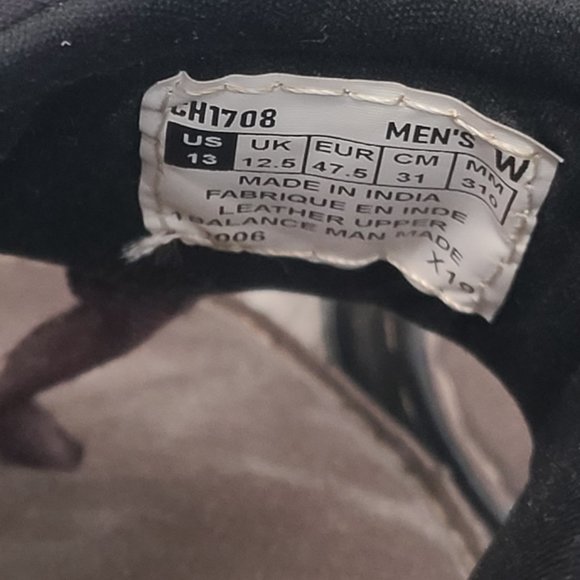 CH1708 MEN'S W
US UK EUR CM MM
13 12.5 47.5 31 310
MADE IN INDIA
FABRIQUE EN INDE
LEATHER UPPER
BALANCE MAN MADE
006 X19